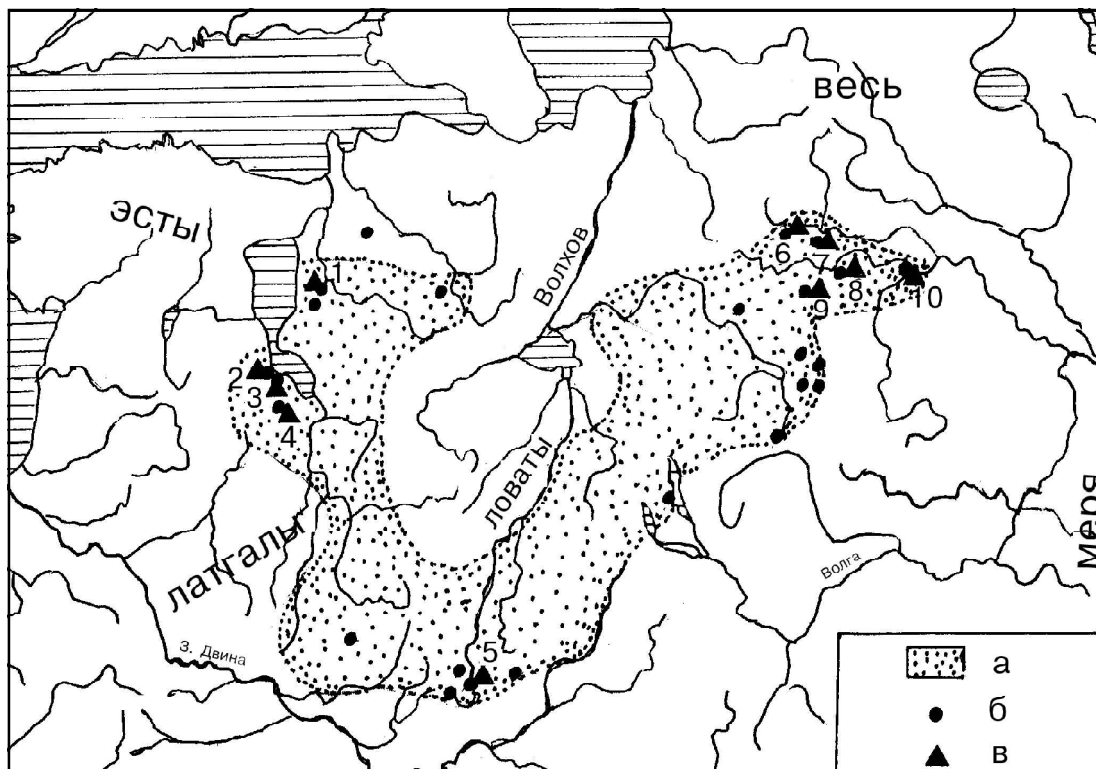 весь
эсты
Волхов
1
6
7
8
9
10
2
3
4
ловаты
латгалы
меря
Волга
З. Двина
5
а
б
в